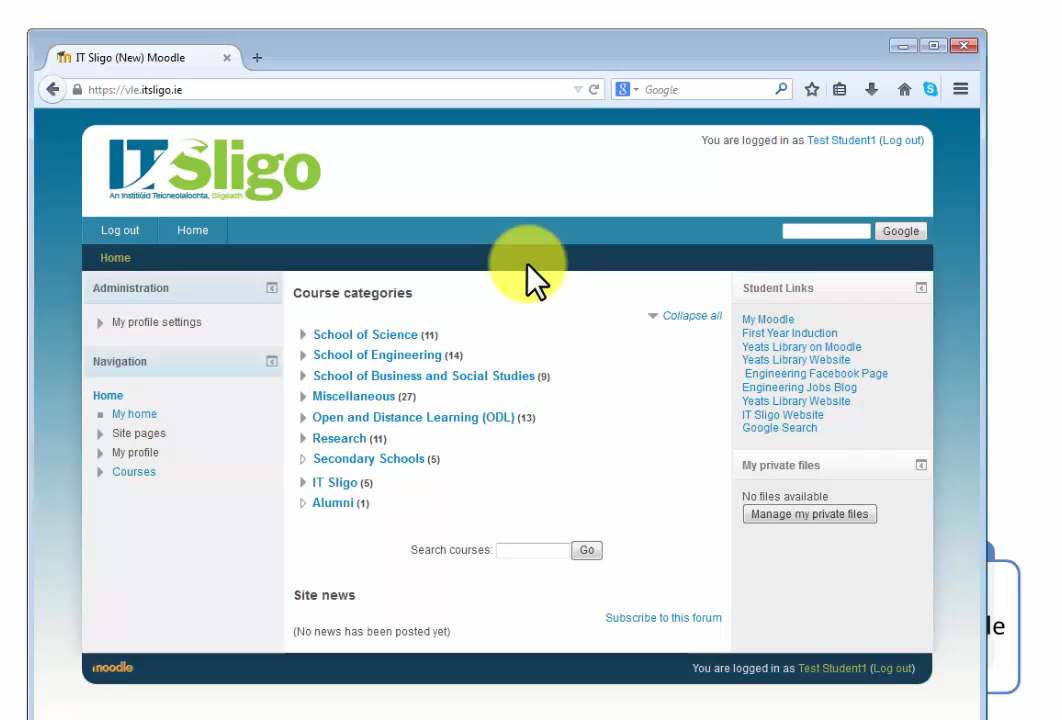 IT Sligo (New) Moodle
https://vle.itsligo.ie
Google
ITSligo
An Institiúid Teicneolaíochta, Sligeach
You are logged in as Test Student1 (Log out)
Log out Home
Google
Home
Administration
My profile settings
Navigation
Home
My home
Site pages
My profile
Courses
Course categories
Collapse all
School of Science (11)
School of Engineering (14)
School of Business and Social Studies (9)
Miscellaneous (27)
Open and Distance Learning (ODL) (13)
Research (11)
Secondary Schools (5)
IT Sligo (5)
Alumni (1)
Search courses: Go
Site news
Subscribe to this forum
(No news has been posted yet)
Student Links
My Moodle
First Year Induction
Yeats Library on Moodle
Yeats Library Website
Engineering Facebook Page
Engineering Jobs Blog
Yeats Library Website
IT Sligo Website
Google Search
My private files
No files available
Manage my private files
le
moodle
You are logged in as Test Student1 (Log out)